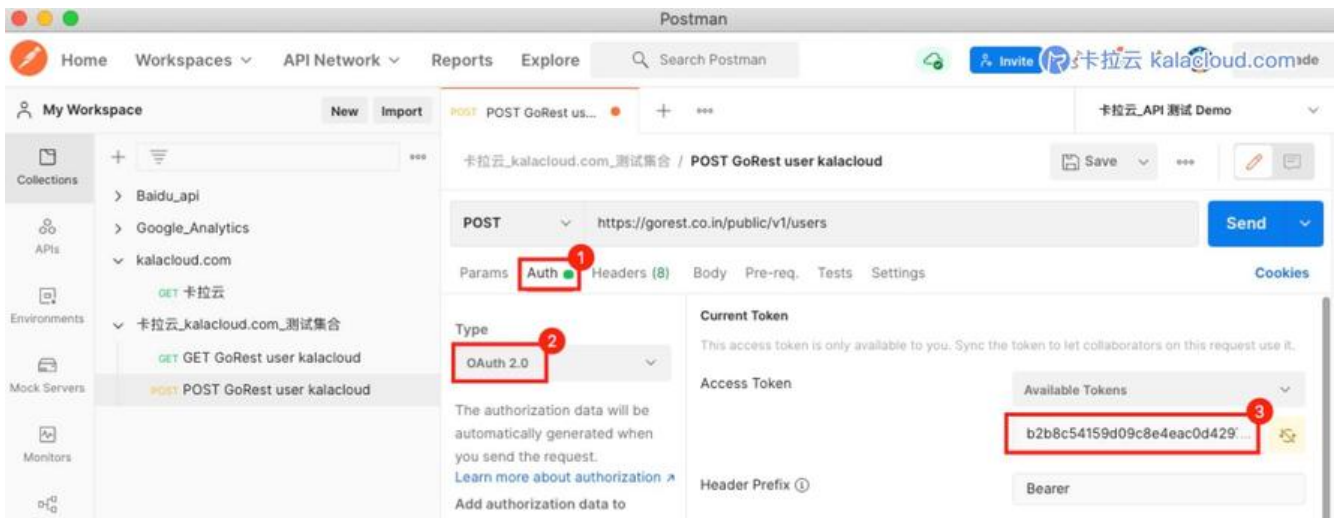 Postman
Home Workspaces API Network Reports Explore Search Postman Invite 卡拉云 kalacloud.com
My Workspace New Import POST POST GoRest us... 卡拉云_API 测试 Demo
Collections
卡拉云_kalacloud.com_测试集合 / POST GoRest user kalacloud Save
Baidu_api
APIs
Google_Analytics
POST https://gorest.co.in/public/v1/users Send
kalacloud.com
1
Params Auth Headers (8) Body Pre-req. Tests Settings Cookies
Environments
GET 卡拉云
卡拉云_kalacloud.com_测试集合
Type 2
Current Token
This access token is only available to you. Sync the token to let collaborators on this request use it.
Mock Servers
GET GET GoRest user kalacloud
OAuth 2.0
Access Token Available Tokens
POST POST GoRest user kalacloud
3
b2b8c54159d09c8e4eac0d429...
The authorization data will be
automatically generated when
you send the request.
Monitors
Learn more about authorization
Header Prefix Bearer
Add authorization data to